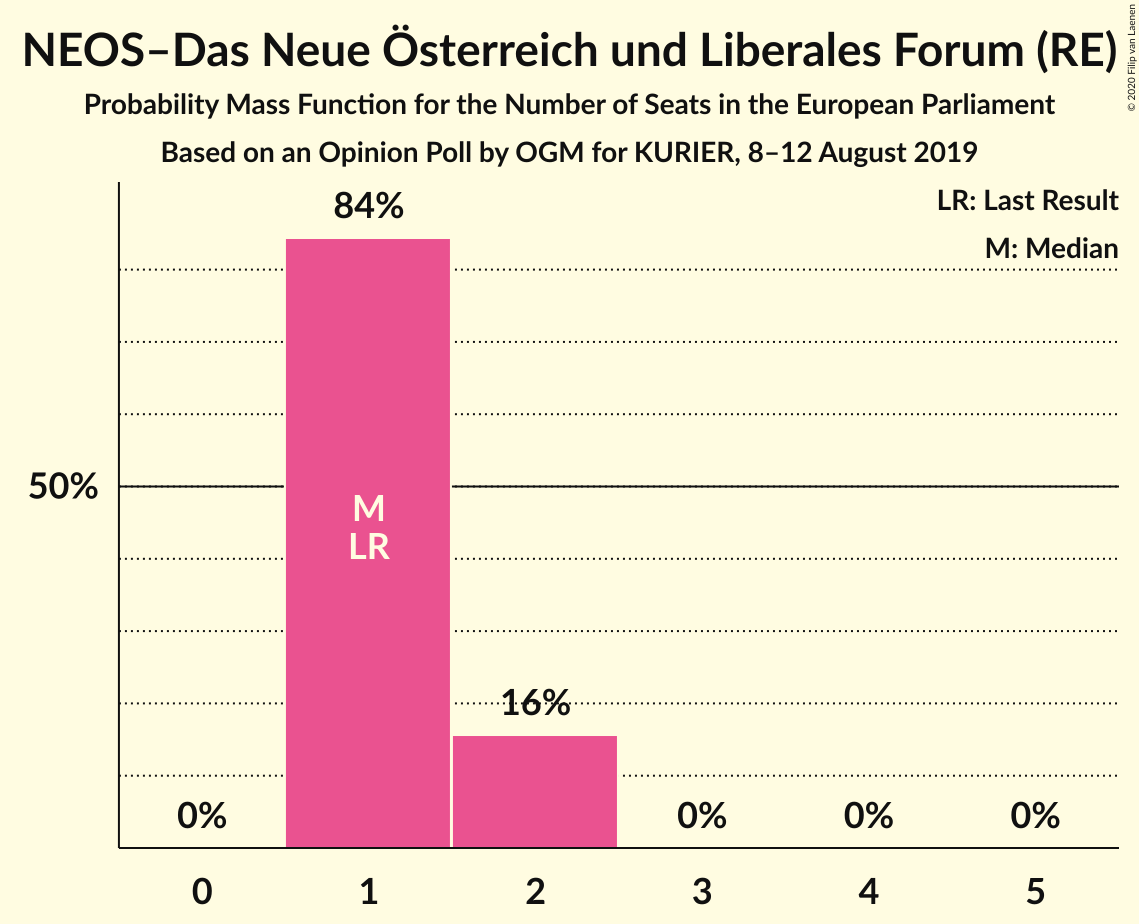 NEOS–Das Neue Österreich und Liberales Forum (RE)
Probability Mass Function for the Number of Seats in the European Parliament
Based on an Opinion Poll by OGM for KURIER, 8–12 August 2019
© 2020 Filip van Laenen
LR: Last Result
M: Median
84%
50%
M
LR
16%
0%
0%
0%
0%
0
1
2
3
4
5